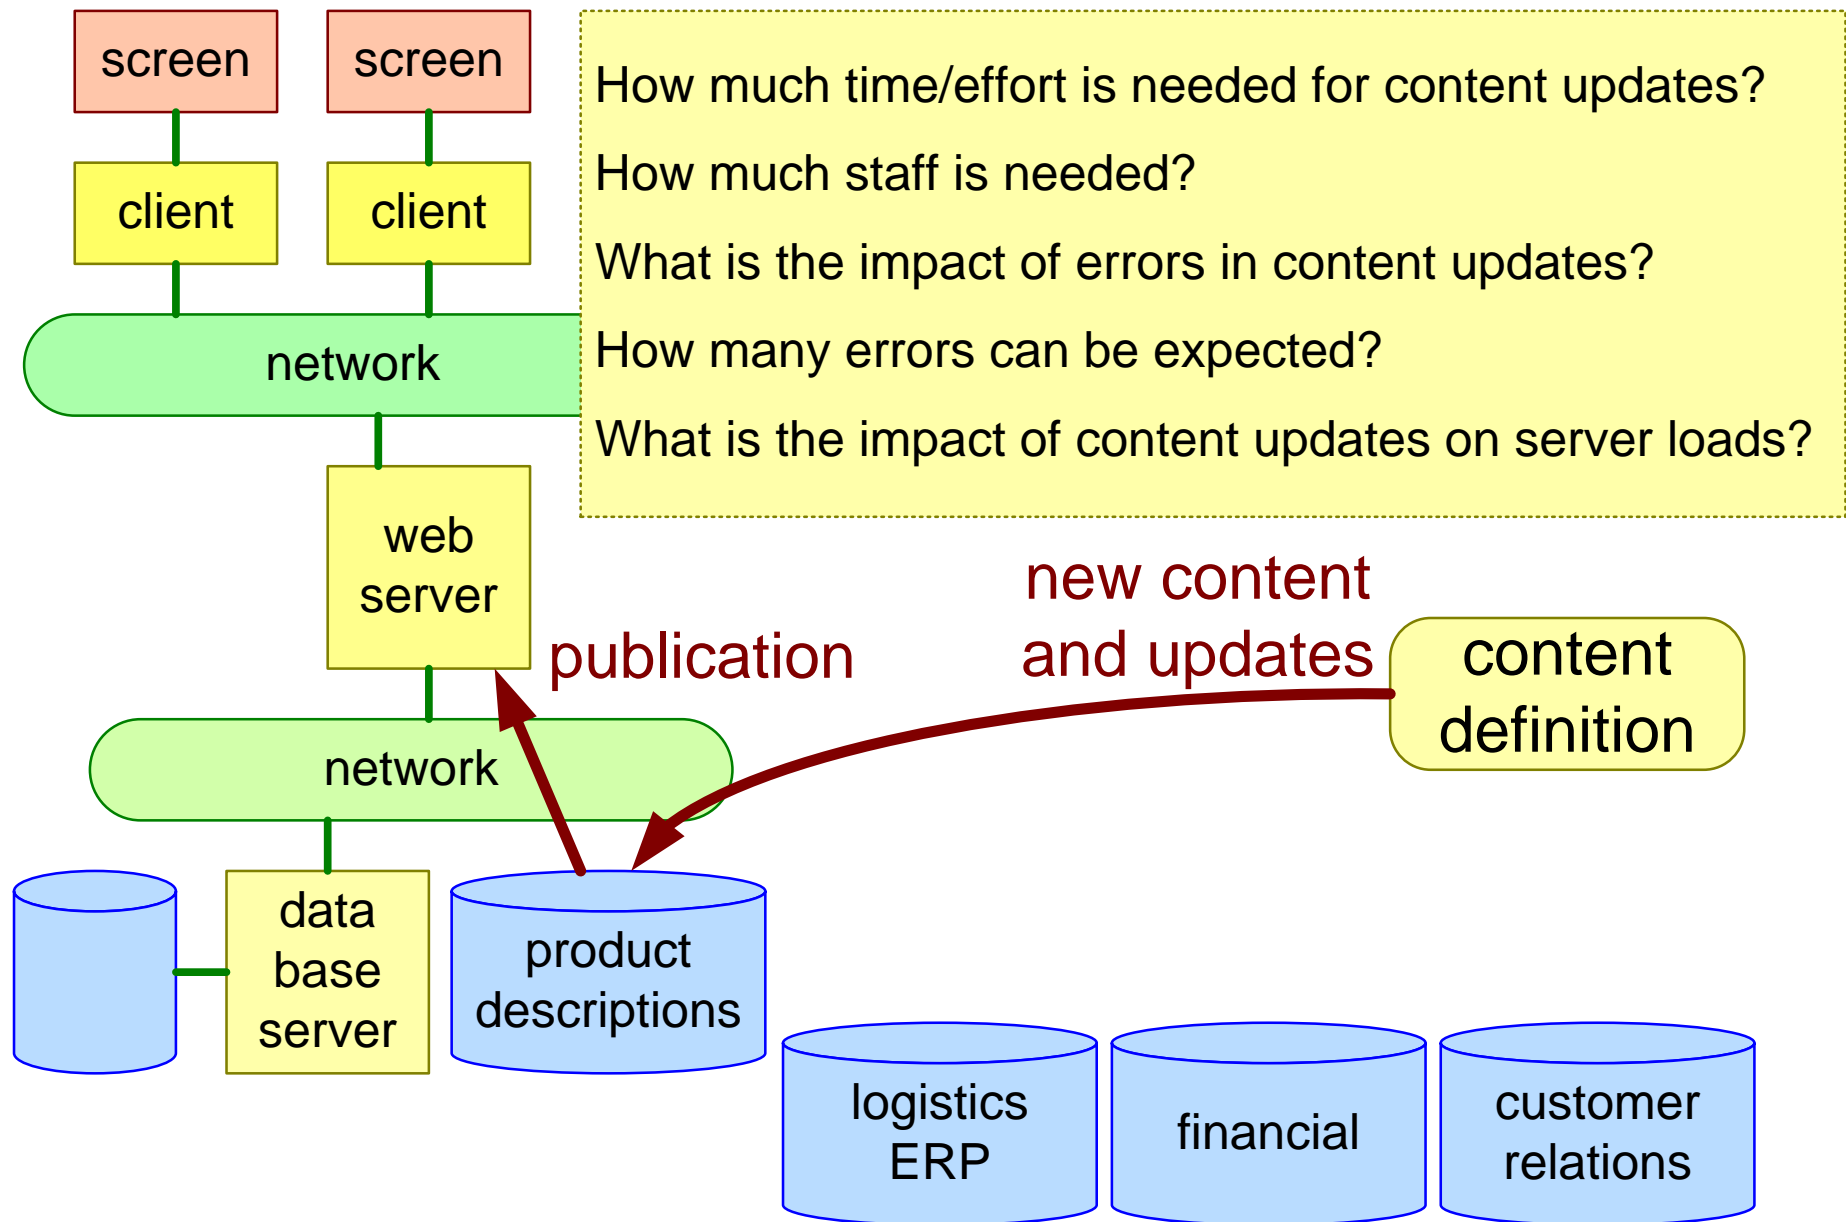 screen
screen
How much time/effort is needed for content updates?
client
client
How much staff is needed?
What is the impact of errors in content updates?
network
How many errors can be expected?
What is the impact of content updates on server loads?
web
server
publication
new content
and updates
content
definition
network
data
base
server
product
descriptions
logistics
ERP
financial
customer
relations